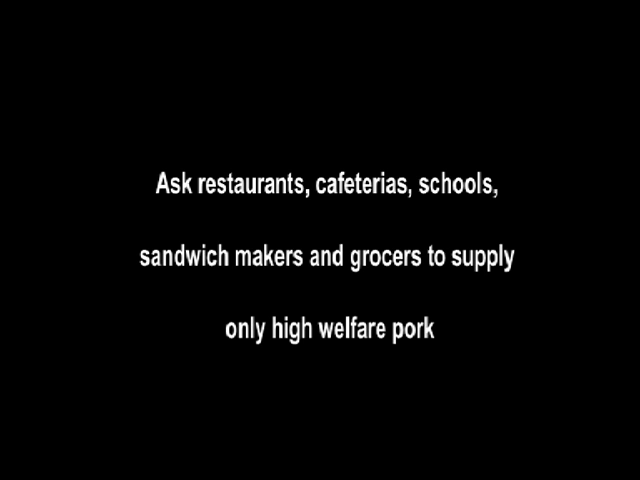 Ask restaurants, cafeterias, schools,
sandwich makers and grocers to supply
only high welfare pork